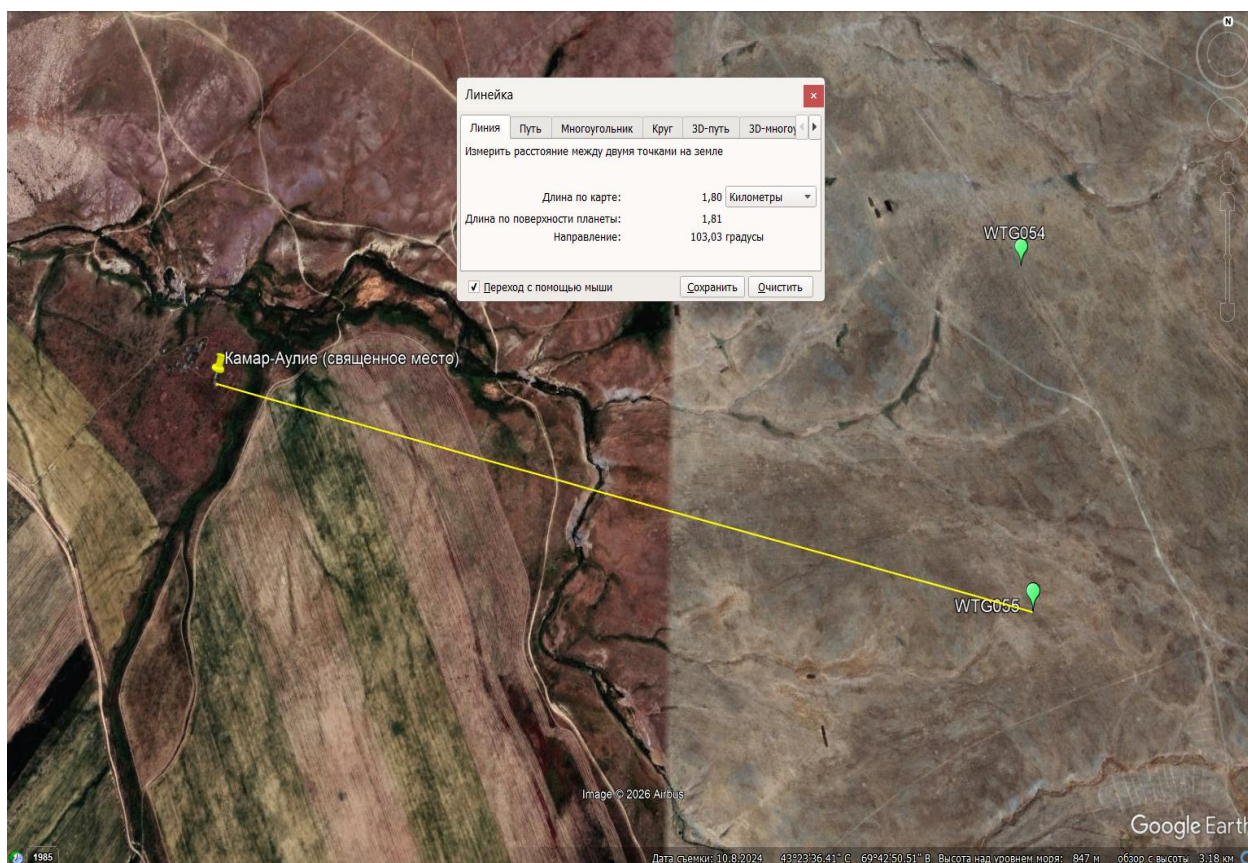 N
Линейка
Линия Путь Многоугольник Круг 3D-путь
Измерить расстояние между двумя точками на земле
Длина по карте: 1,80 Километры
Длина по поверхности планеты: 1,81
Направление: 103,03 градусы
Переход с помощью мыши Сохранить Очистить
WTG054
Камар-Аулие (священное место)
WTG055
Image © 2026 Airbus
Google Earth
1985 Дата съемки: 10.8.2024 43°23'36.41" С 69°42'50.51" В Высота над уровнем моря: 847 м обзор с высоты 3.18 км